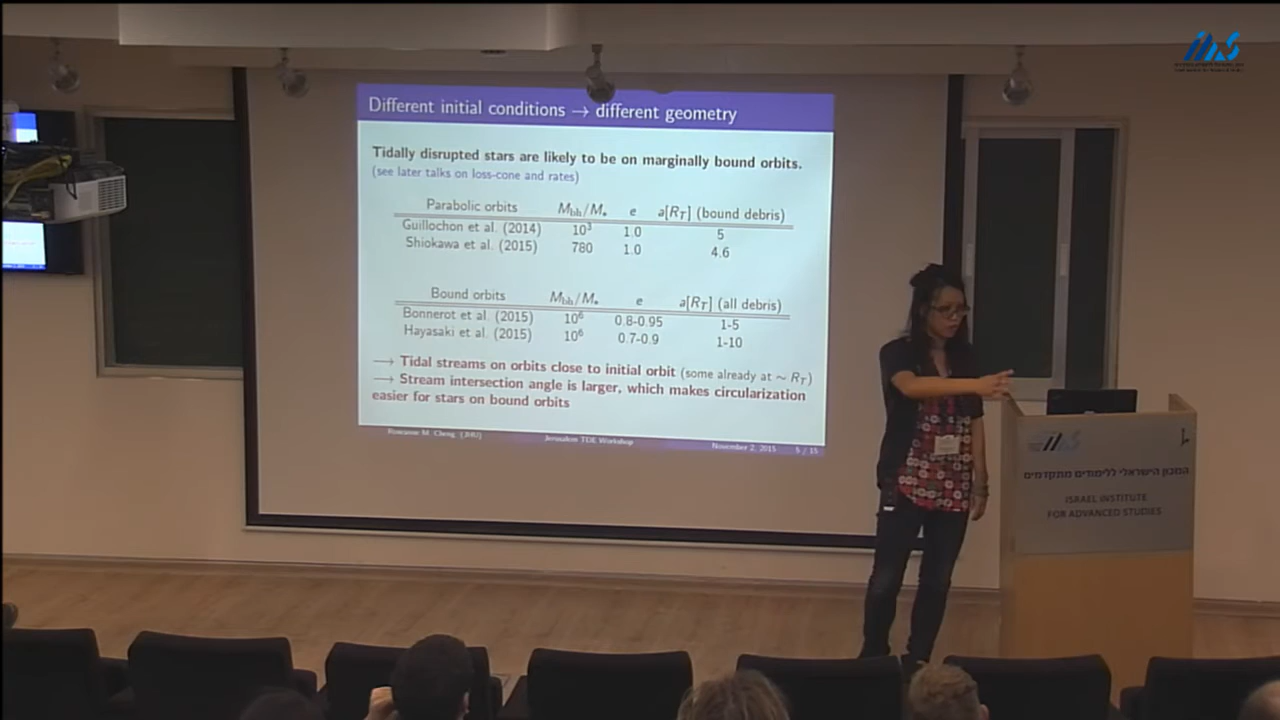 Different initial conditions → different geometry
Tidally disrupted stars are likely to be on marginally bound orbits.
(see later talks on loss-cone and rates)
Parabolic orbits M_bh/M_* e a[R_T] (bound debris)
Guillochon et al. (2014) 10³ 1.0 5
Shiokawa et al. (2015) 780 1.0 4.6
Bound orbits M_bh/M_* e a[R_T] (all debris)
Bonnerot et al. (2015) 10⁶ 0.8-0.95 1-5
Hayasaki et al. (2015) 10⁶ 0.7-0.9 1-10
→ Tidal streams on orbits close to initial orbit (some already at ~ R_T)
→ Stream intersection angle is larger, which makes circularization
easier for stars on bound orbits
Roseanne M. Cheng (JHU) Jerusalem TDE Workshop November 2, 2015 5 / 15
המכון הישראלי ללימודים מתקדמים
ISRAEL INSTITUTE
FOR ADVANCED STUDIES